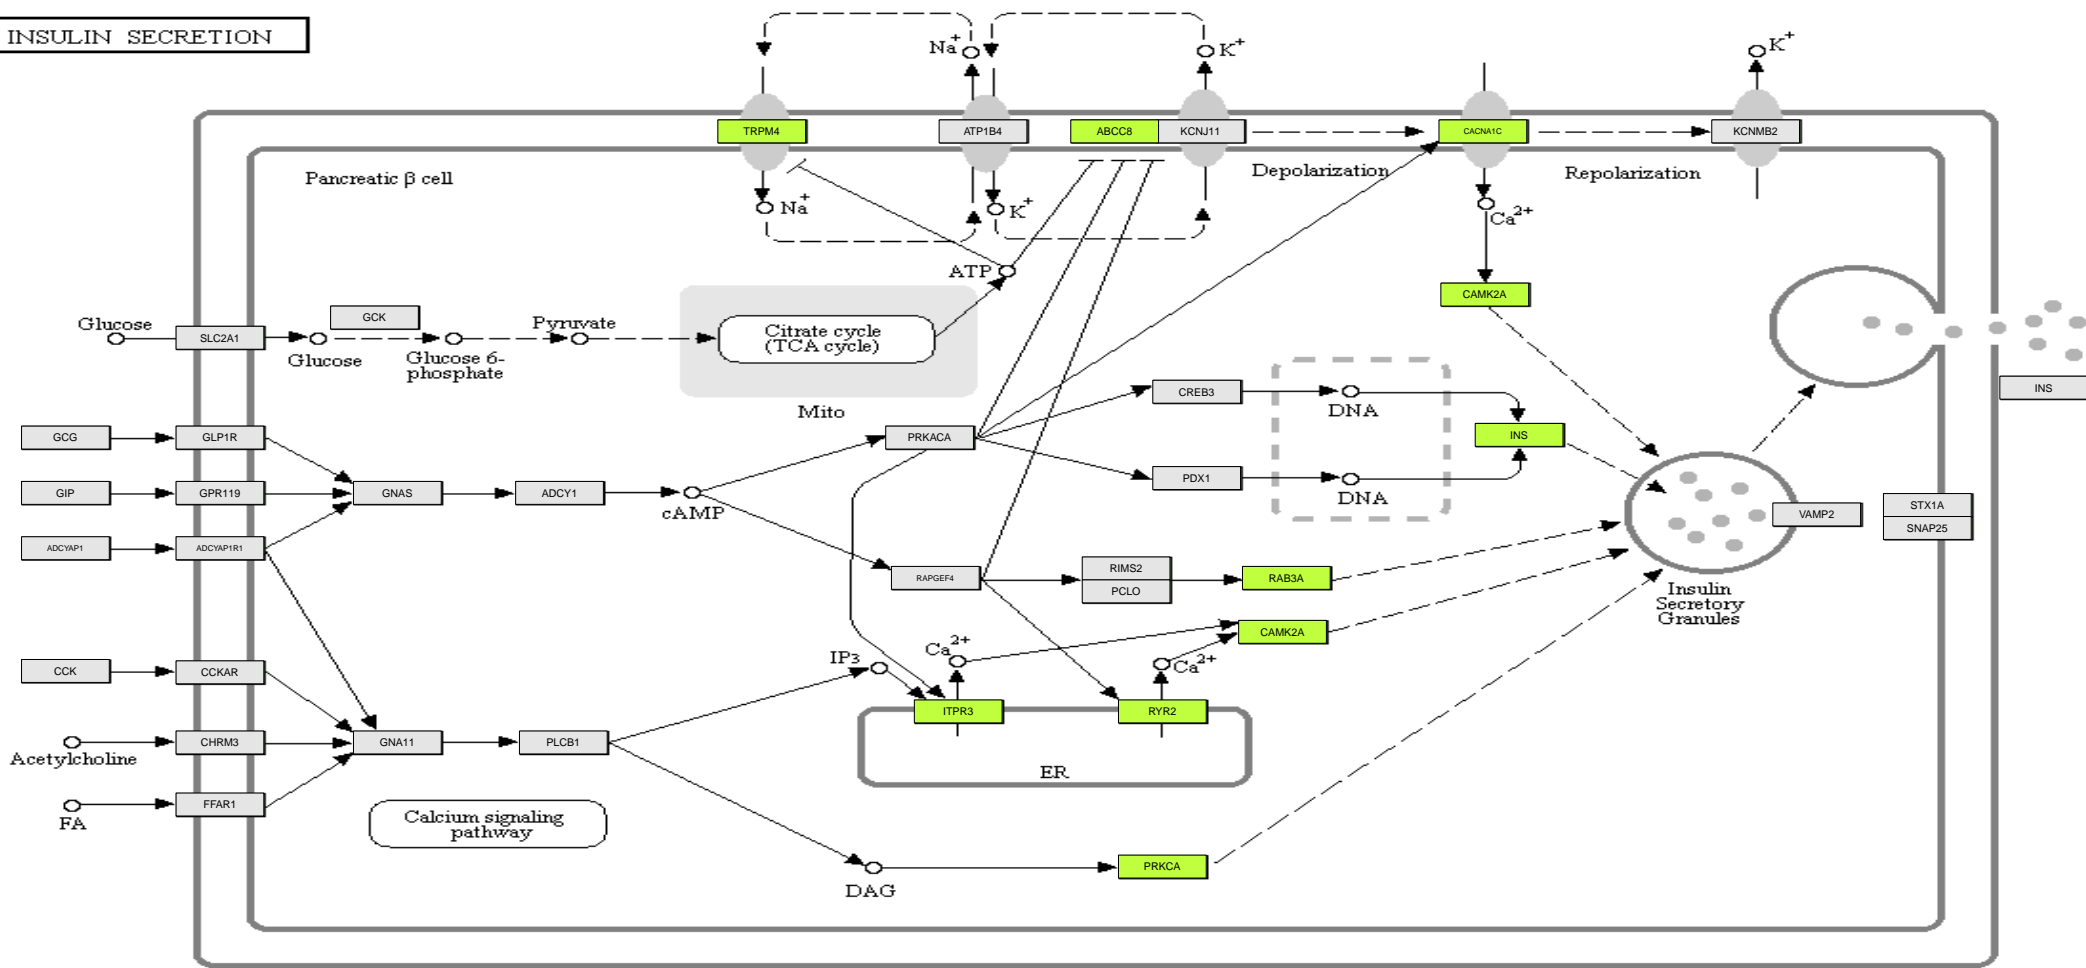 INSULIN SECRETION
Na+
K+
K+
TRPM4
ATP1B4
ABCC8
KCNJ11
CACNA1C
KCNMB2
Pancreatic β cell
Depolarization
Repolarization
Na+
K+
Ca2+
ATP
CAMK2A
Glucose
SLC2A1
Glucose
GCK
Glucose 6-
phosphate
Pyruvate
Citrate cycle
(TCA cycle)
Mito
CREB3
DNA
INS
INS
GCG
GLP1R
PRKACA
PDX1
DNA
GIP
GPR119
GNAS
ADCY1
cAMP
VAMP2
STX1A
SNAP25
ADCYAP1
ADCYAP1R1
RAPGEF4
RIMS2
PCLO
RAB3A
Insulin
Secretory
Granules
CAMK2A
CCK
CCKAR
IP3
Ca2+
Ca2+
ITPR3
RYR2
Acetylcholine
CHRM3
GNA11
PLCB1
ER
FA
FFAR1
Calcium signaling
pathway
DAG
PRKCA